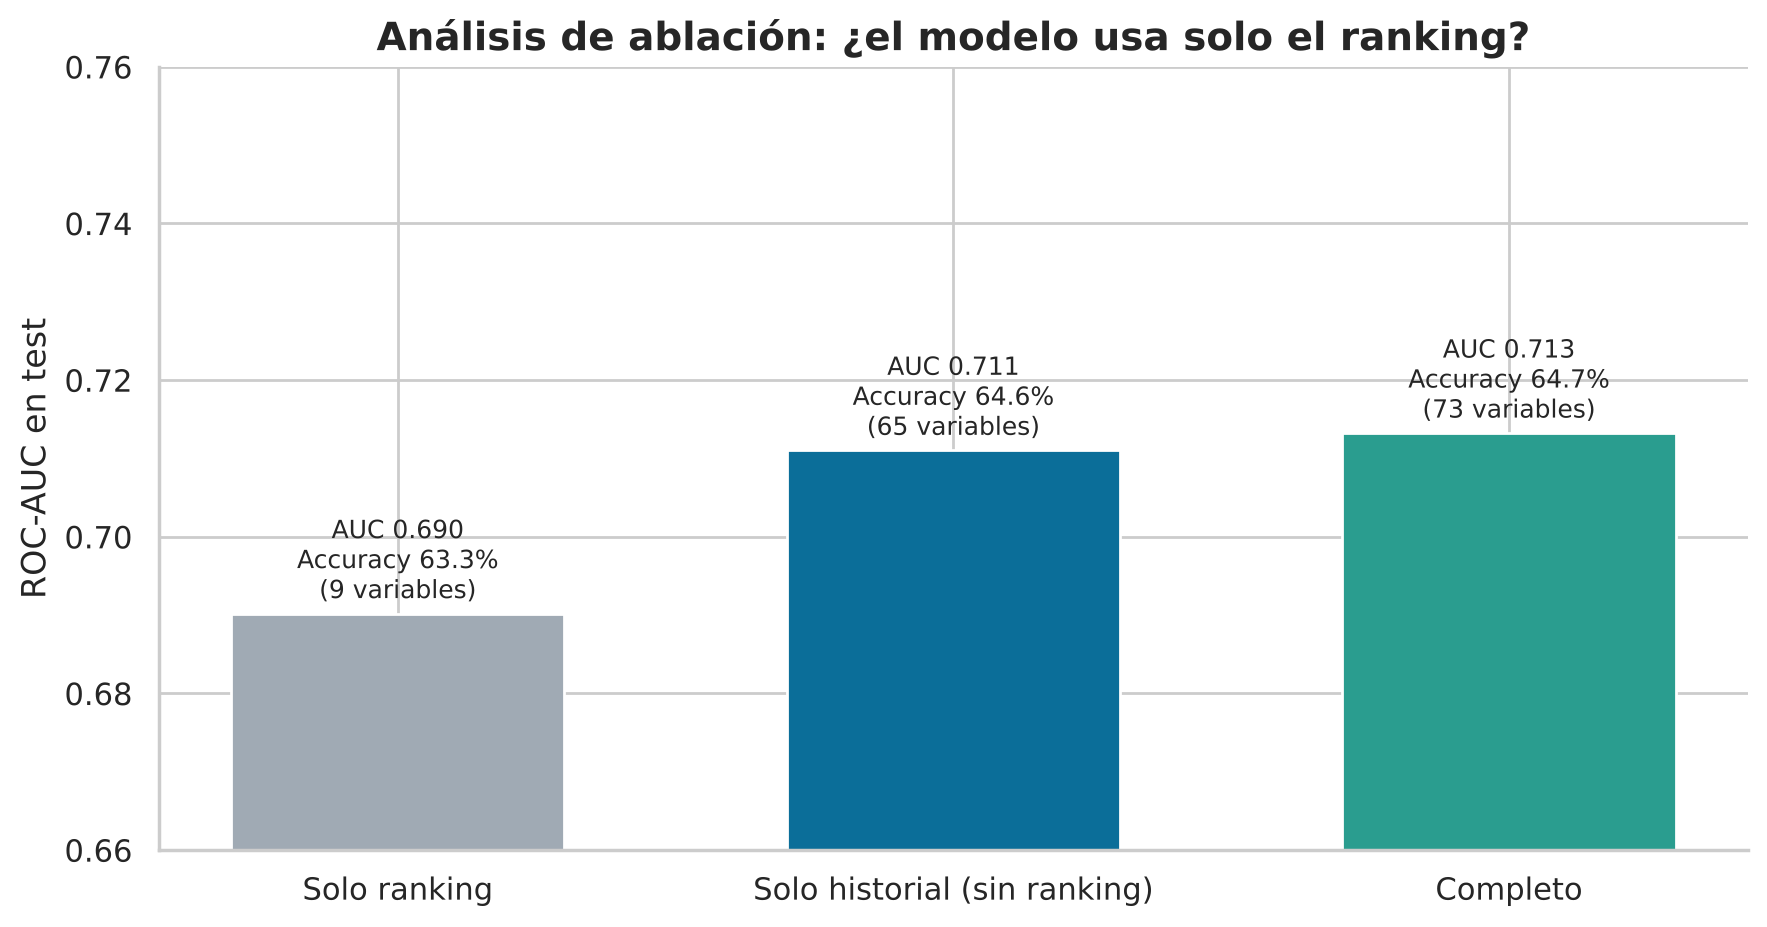 Análisis de ablación: ¿el modelo usa solo el ranking?
0.76
0.74
0.72
0.70
0.68
0.66
ROC-AUC en test
AUC 0.690
Accuracy 63.3%
(9 variables)
AUC 0.711
Accuracy 64.6%
(65 variables)
AUC 0.713
Accuracy 64.7%
(73 variables)
Solo ranking
Solo historial (sin ranking)
Completo